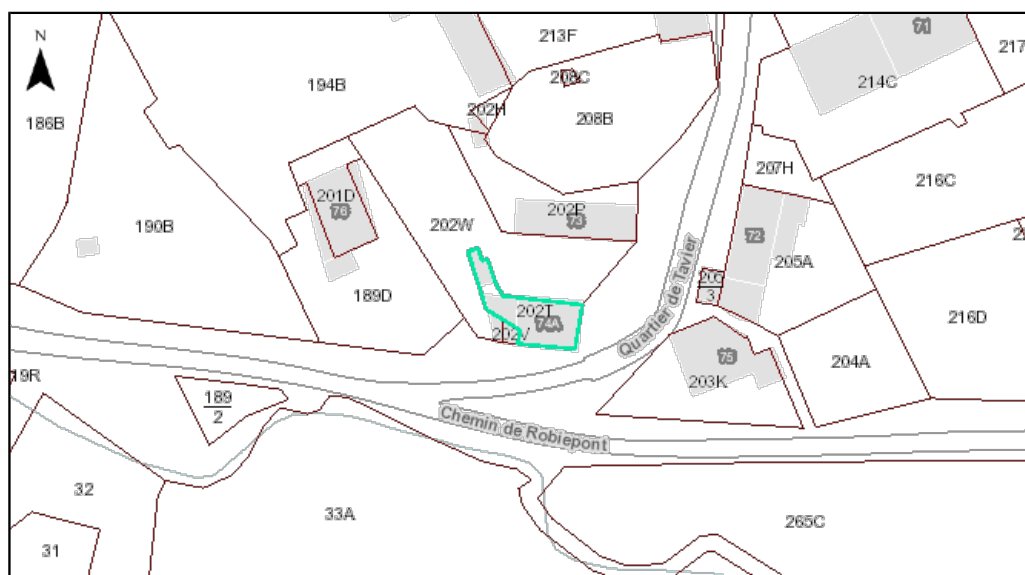 N
213F
71
217
194B
208C
214C
186B
202H
208B
207H
216C
201D
76
202P
73
202W
190B
72
205A
189D
205
3
202T
74A
202V
Quartier de Tavier
216D
75
204A
203K
19R
189
2
Chemin de Robiepont
32
33A
265C
31